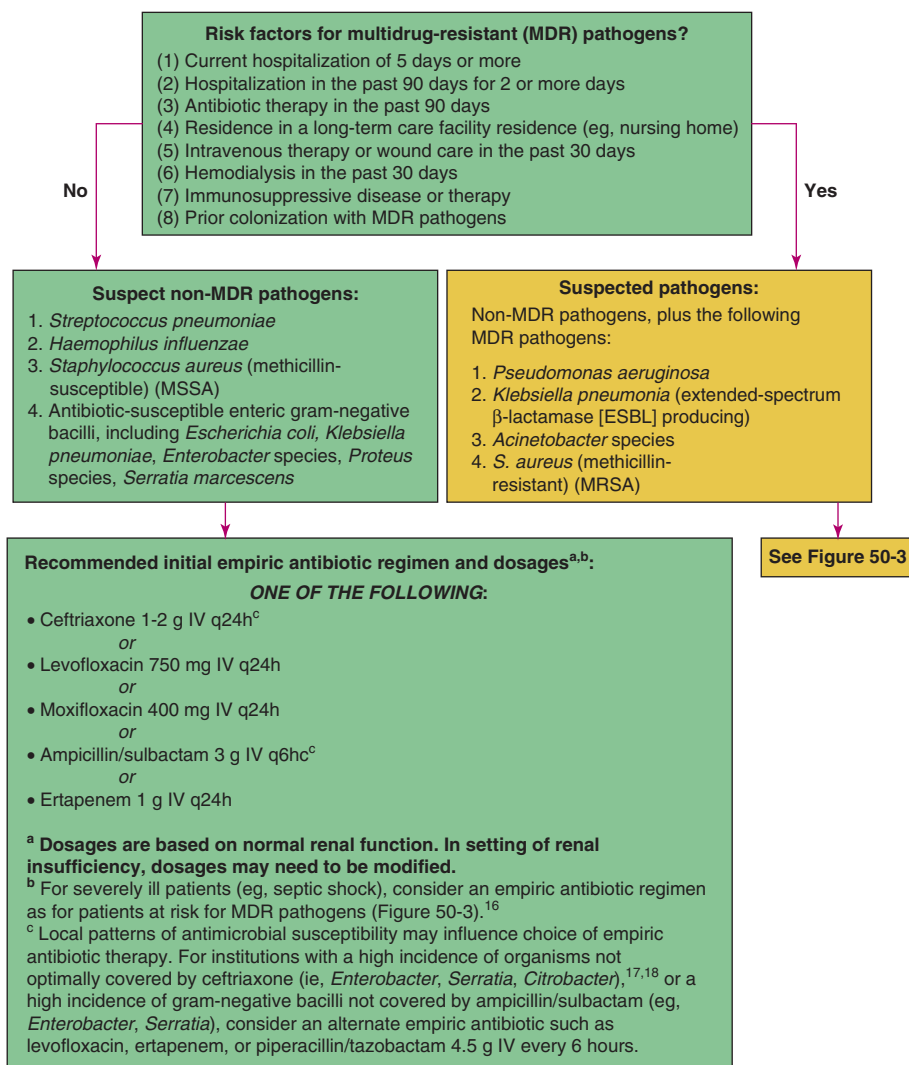 Risk factors for multidrug-resistant (MDR) pathogens?
(1) Current hospitalization of 5 days or more
(2) Hospitalization in the past 90 days for 2 or more days
(3) Antibiotic therapy in the past 90 days
(4) Residence in a long-term care facility residence (eg, nursing home)
(5) Intravenous therapy or wound care in the past 30 days
(6) Hemodialysis in the past 30 days
(7) Immunosuppressive disease or therapy
(8) Prior colonization with MDR pathogens
No
Yes
Suspect non-MDR pathogens:
1. Streptococcus pneumoniae
2. Haemophilus influenzae
3. Staphylococcus aureus (methicillin-
susceptible) (MSSA)
4. Antibiotic-susceptible enteric gram-negative
bacilli, including Escherichia coli, Klebsiella
pneumoniae, Enterobacter species, Proteus
species, Serratia marcescens
Suspected pathogens:
Non-MDR pathogens, plus the following
MDR pathogens:
1. Pseudomonas aeruginosa
2. Klebsiella pneumonia (extended-spectrum
β-lactamase [ESBL] producing)
3. Acinetobacter species
4. S. aureus (methicillin-
resistant) (MRSA)
See Figure 50-3
Recommended initial empiric antibiotic regimen and dosages^a,b:
ONE OF THE FOLLOWING:
• Ceftriaxone 1-2 g IV q24h^c
or
• Levofloxacin 750 mg IV q24h
or
• Moxifloxacin 400 mg IV q24h
or
• Ampicillin/sulbactam 3 g IV q6hc^c
or
• Ertapenem 1 g IV q24h
^a Dosages are based on normal renal function. In setting of renal
insufficiency, dosages may need to be modified.
^b For severely ill patients (eg, septic shock), consider an empiric antibiotic regimen
as for patients at risk for MDR pathogens (Figure 50-3).^16
^c Local patterns of antimicrobial susceptibility may influence choice of empiric
antibiotic therapy. For institutions with a high incidence of organisms not
optimally covered by ceftriaxone (ie, Enterobacter, Serratia, Citrobacter),^17,18 or a
high incidence of gram-negative bacilli not covered by ampicillin/sulbactam (eg,
Enterobacter, Serratia), consider an alternate empiric antibiotic such as
levofloxacin, ertapenem, or piperacillin/tazobactam 4.5 g IV every 6 hours.